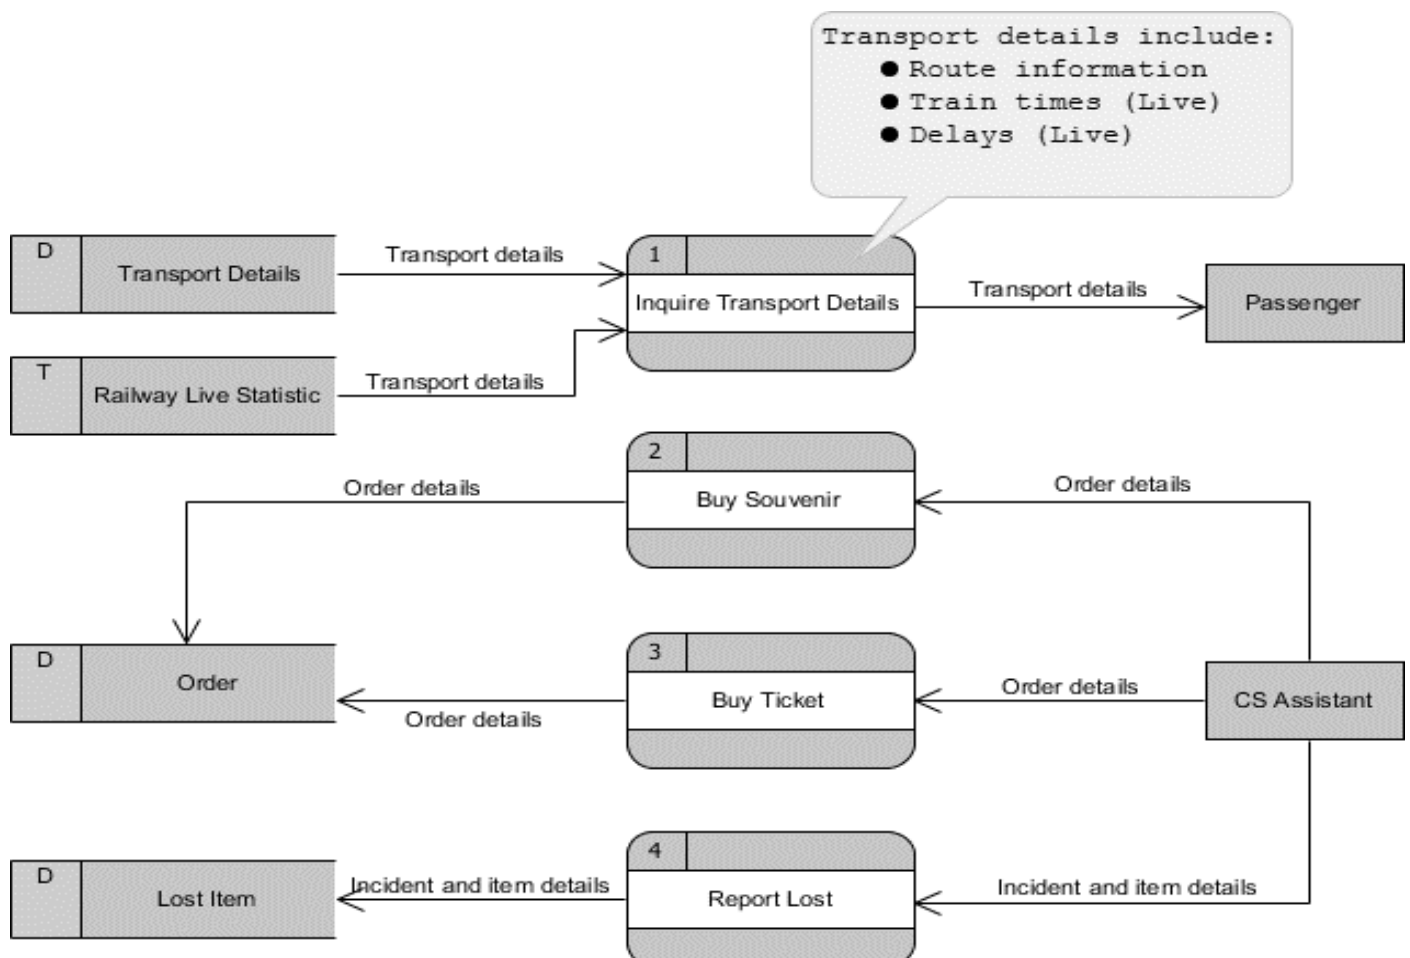 Transport details include:
● Route information
● Train times (Live)
● Delays (Live)
D
Transport Details
Transport details
1
Inquire Transport Details
Transport details
Passenger
T
Railway Live Statistic
Transport details
2
Buy Souvenir
Order details
Order details
D
Order
Order details
3
Buy Ticket
Order details
CS Assistant
D
Lost Item
Incident and item details
4
Report Lost
Incident and item details